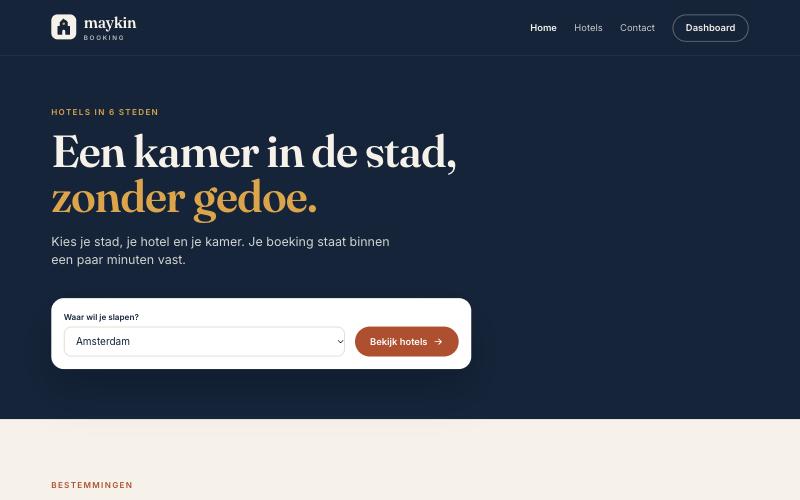 maykin
BOOKING
Home
Hotels
Contact
Dashboard
HOTELS IN 6 STEDEN
Een kamer in de stad,
zonder gedoe.
Kies je stad, je hotel en je kamer. Je boeking staat binnen
een paar minuten vast.
Waar wil je slapen?
Amsterdam
Bekijk hotels →
BESTEMMINGEN